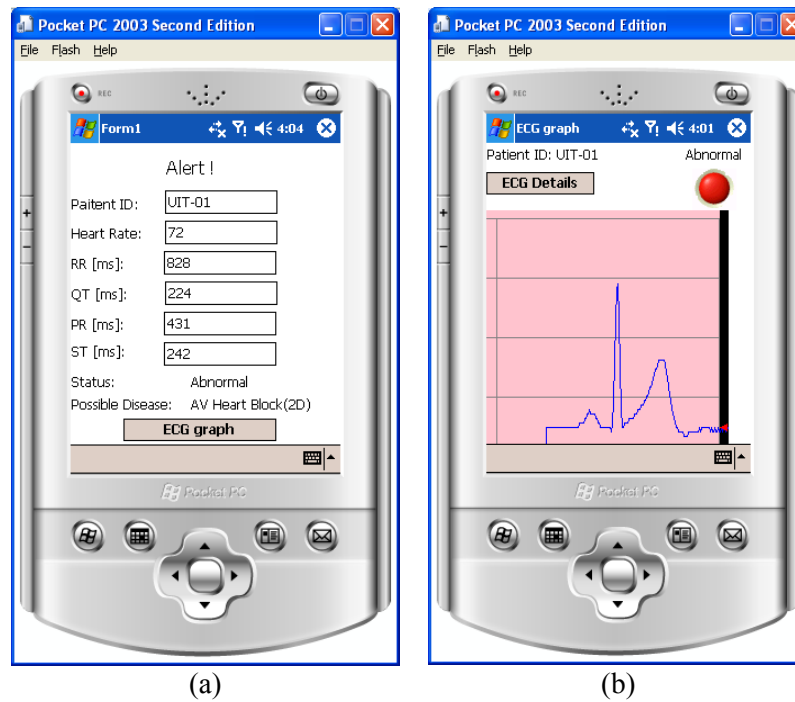 Pocket PC 2003 Second Edition
File Flash Help
REC
Form1 4:04
Alert !
Paitent ID: UIT-01
Heart Rate: 72
RR [ms]: 828
QT [ms]: 224
PR [ms]: 431
ST [ms]: 242
Status: Abnormal
Possible Disease: AV Heart Block(2D)
ECG graph
Pocket PC
(a)
Pocket PC 2003 Second Edition
File Flash Help
REC
ECG graph 4:01
Patient ID: UIT-01 Abnormal
ECG Details
Pocket PC
(b)